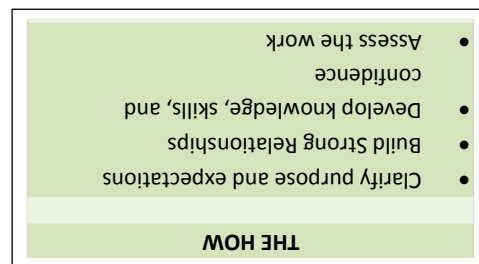 THE HOW
• Clarify purpose and expectations
• Build Strong Relationships
• Develop knowledge, skills, and
confidence
• Assess the work